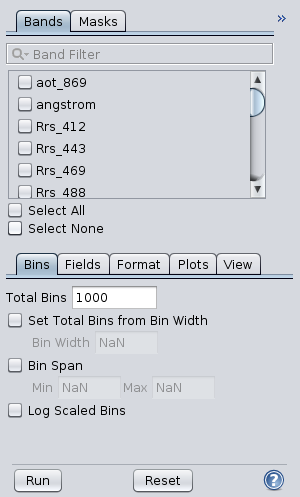 Bands Masks »
Band Filter
aot_869
angstrom
Rrs_412
Rrs_443
Rrs_469
Rrs_488
Select All
Select None
Bins Fields Format Plots View
Total Bins 1000
Set Total Bins from Bin Width
Bin Width NaN
Bin Span
Min NaN Max NaN
Log Scaled Bins
Run Reset ?